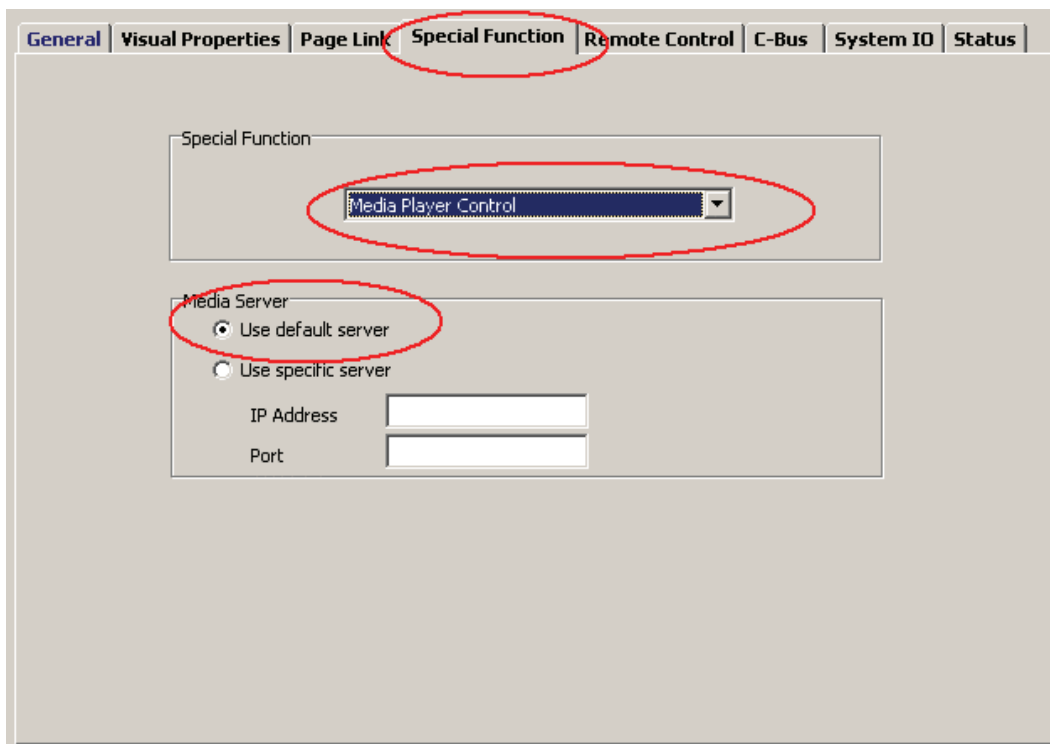 General Visual Properties Page Link Special Function Remote Control C-Bus System IO Status
Special Function
Media Player Control
Media Server
Use default server
Use specific server
IP Address
Port